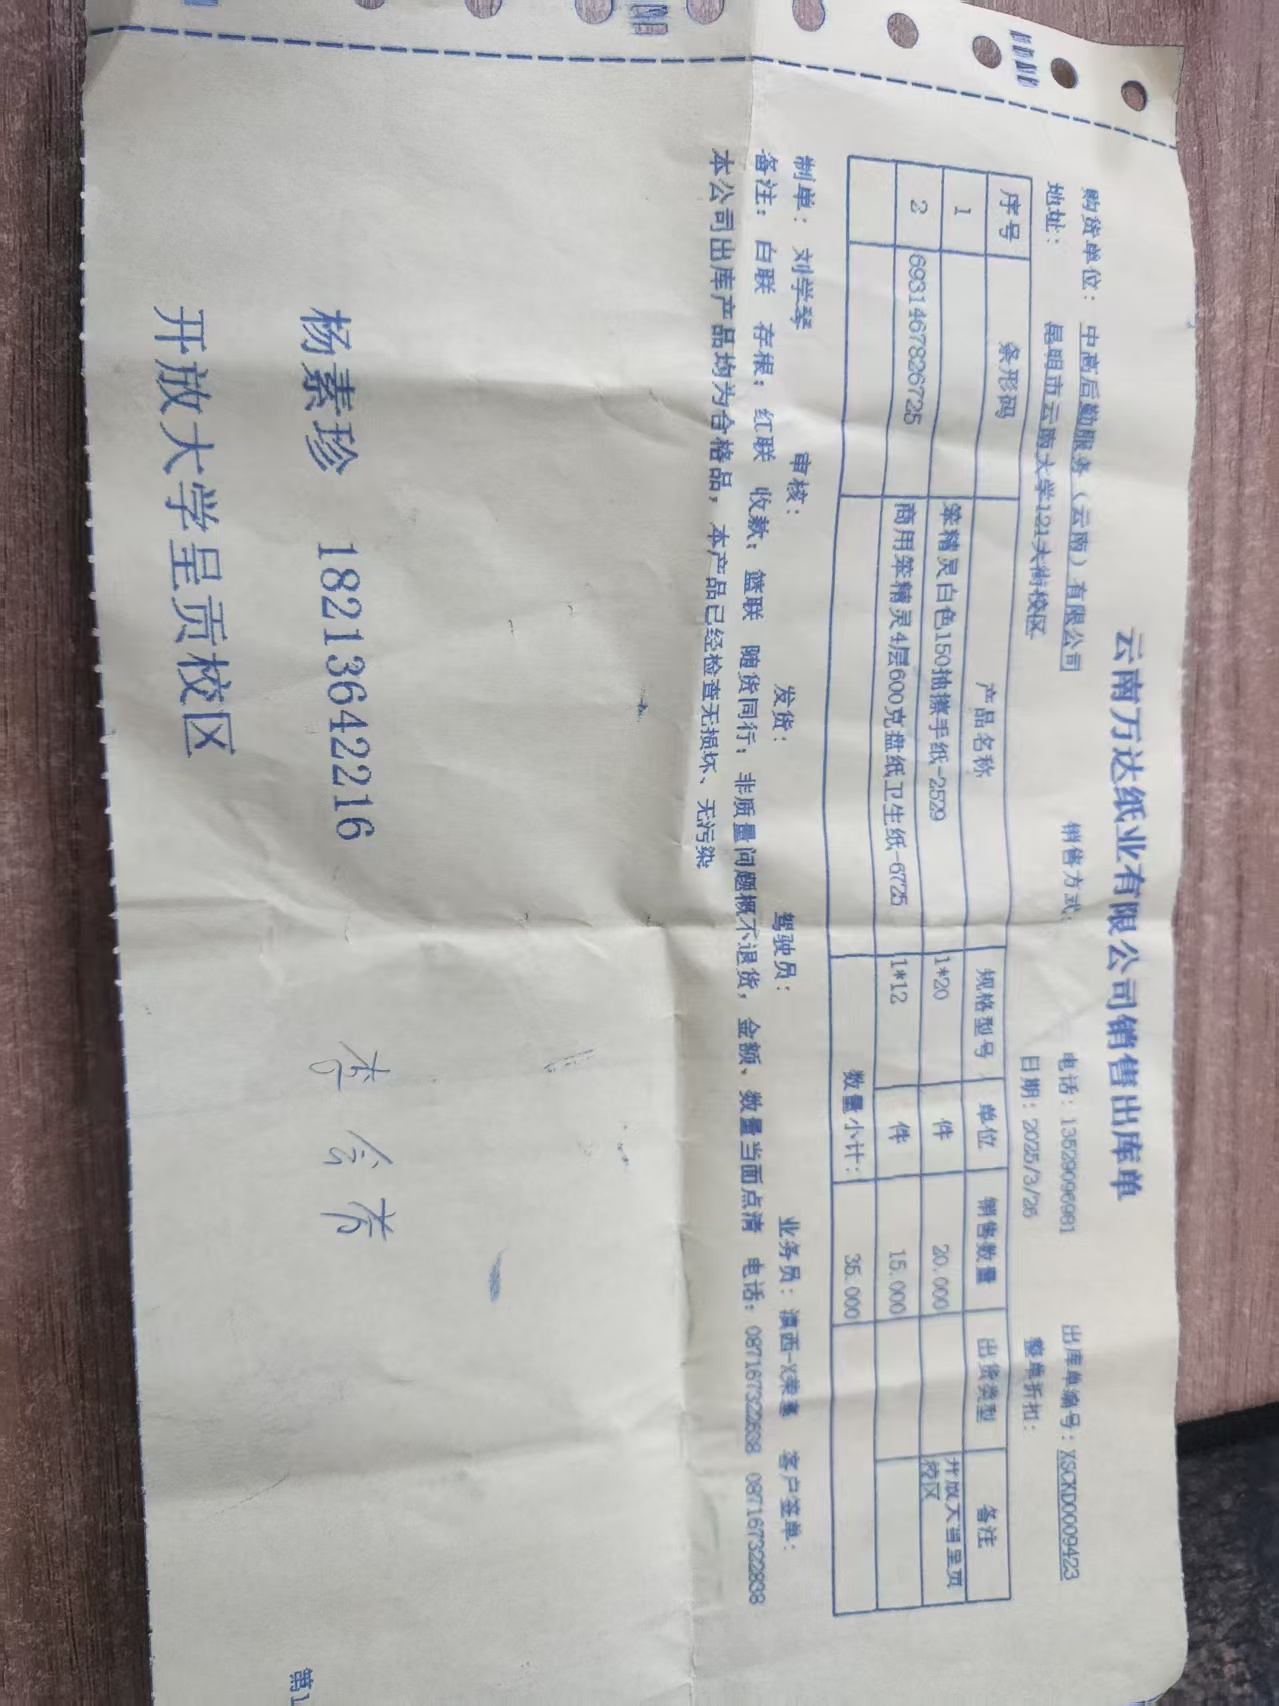 云南万达纸业有限公司销售出库单
购货单位：中高后勤服务（云南）有限公司 销售方式： 电话：13529096981 出库单编号：XSCKD0009423
地址：昆明市云南大学121大街校区 日期：2025/3/26 整单折扣：
序号 条形码 产品名称 规格型号 单位 销售数量 出货类型 备注
1 笨精灵白色150抽擦手纸-2529 1*20 件 20.000 开放大学呈贡校区
2 6931467826725 商用笨精灵4层600克盘纸卫生纸-6725 1*12 件 15.000
数量小计： 35.000
制单：刘学琴 审核： 发货： 驾驶员： 业务员：滇西-X荣惠 客户签单：
备注：白联 存根；红联 收款；篮联 随货同行；非质量问题概不退货，金额、数量当面点清 电话：087167322638 087167322838
本公司出库产品均为合格品，本产品已经检查无损坏、无污染
杨素珍 18213642216
开放大学呈贡校区
第1